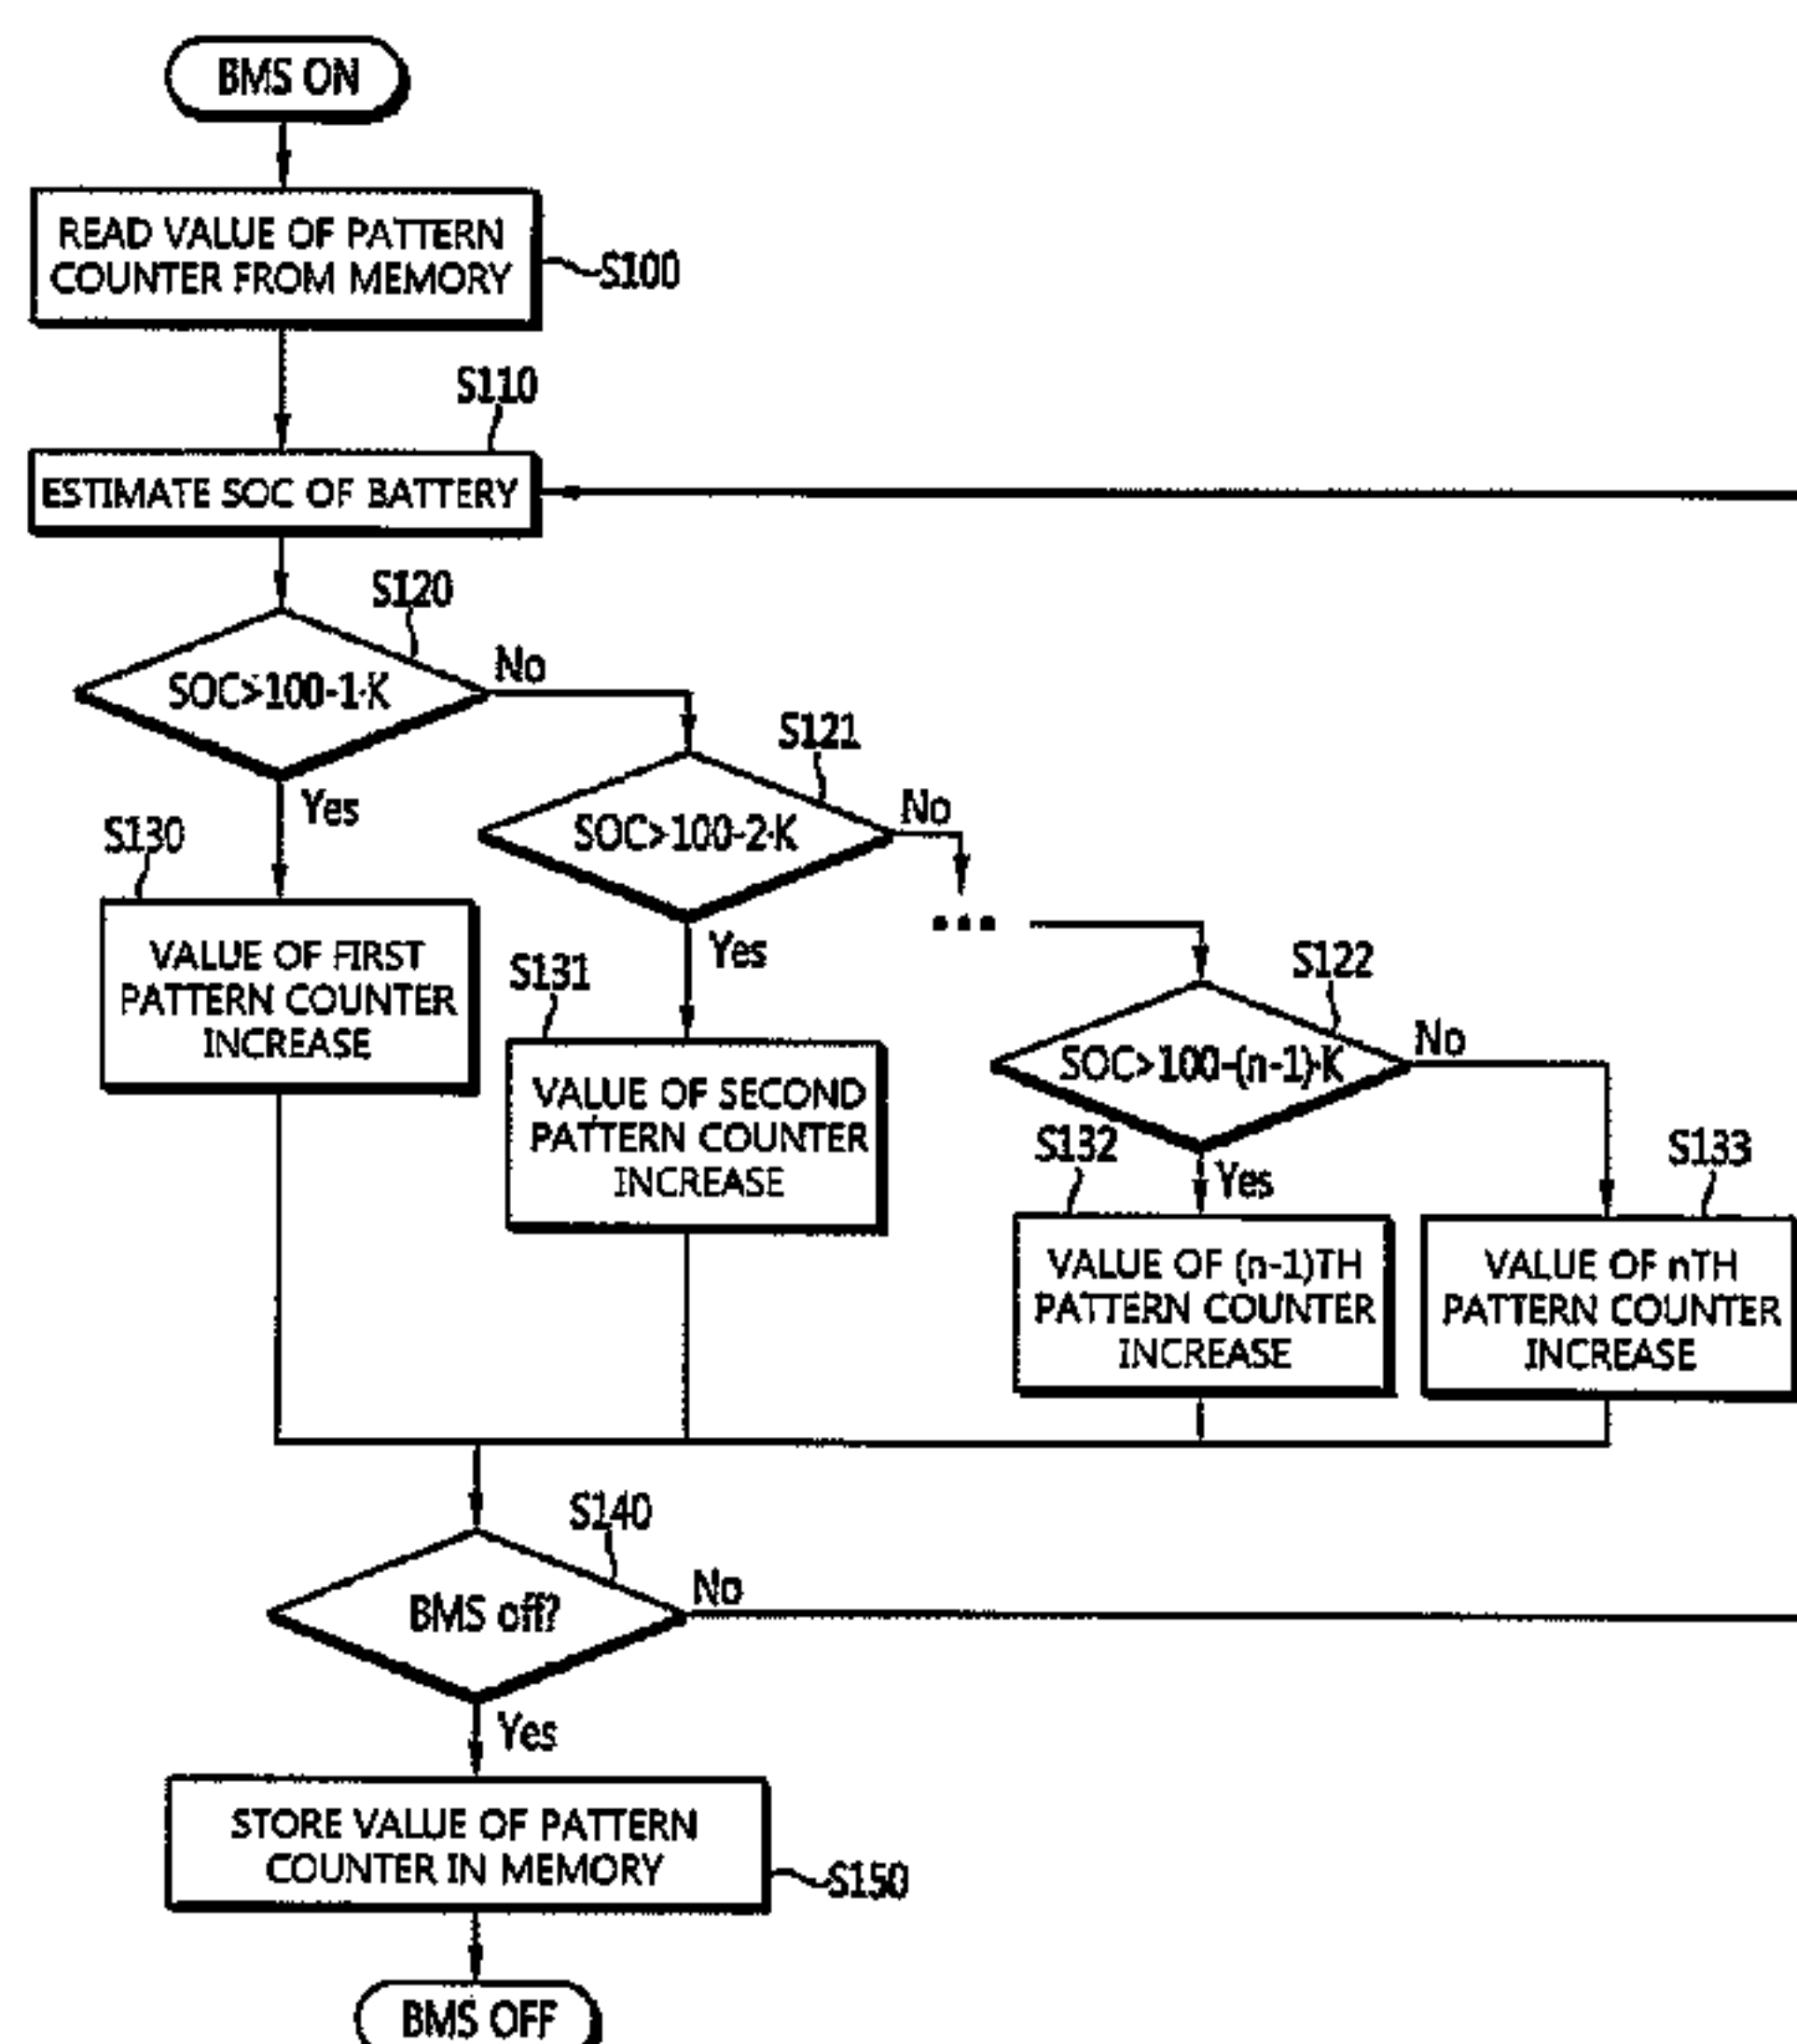 BMS ON
READ VALUE OF PATTERN
COUNTER FROM MEMORY
S100
S110
ESTIMATE SOC OF BATTERY
S120
SOC>100-1·K
No
Yes
S121
SOC>100-2·K
No
Yes
...
S130
VALUE OF FIRST
PATTERN COUNTER
INCREASE
S131
VALUE OF SECOND
PATTERN COUNTER
INCREASE
S122
SOC>100-(n-1)·K
No
Yes
S132
VALUE OF (n-1)TH
PATTERN COUNTER
INCREASE
S133
VALUE OF nTH
PATTERN COUNTER
INCREASE
S140
BMS off?
No
Yes
STORE VALUE OF PATTERN
COUNTER IN MEMORY
S150
BMS OFF